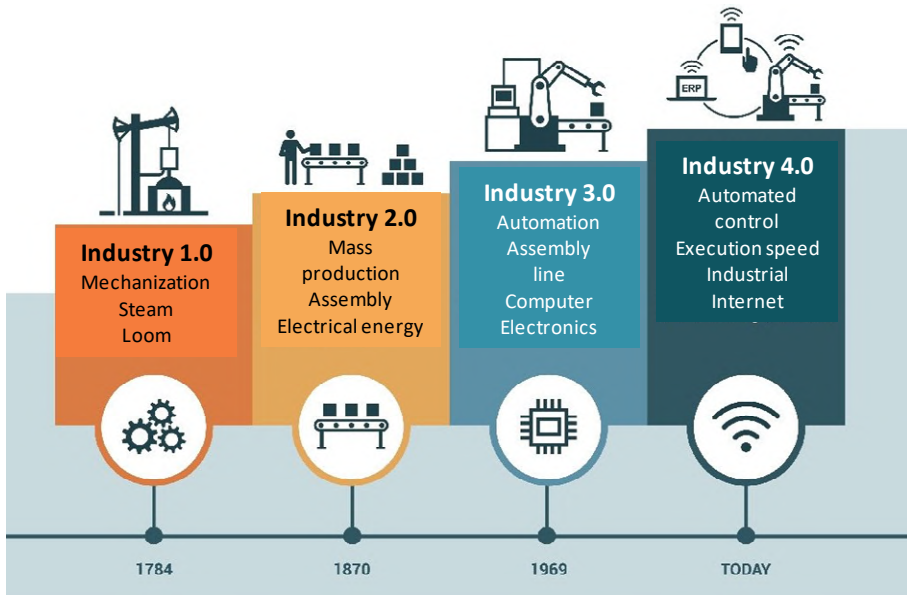 ERP
Industry 1.0
Mechanization
Steam
Loom
Industry 2.0
Mass
production
Assembly
Electrical energy
Industry 3.0
Automation
Assembly
line
Computer
Electronics
Industry 4.0
Automated
control
Execution speed
Industrial
Internet
1784
1870
1969
TODAY